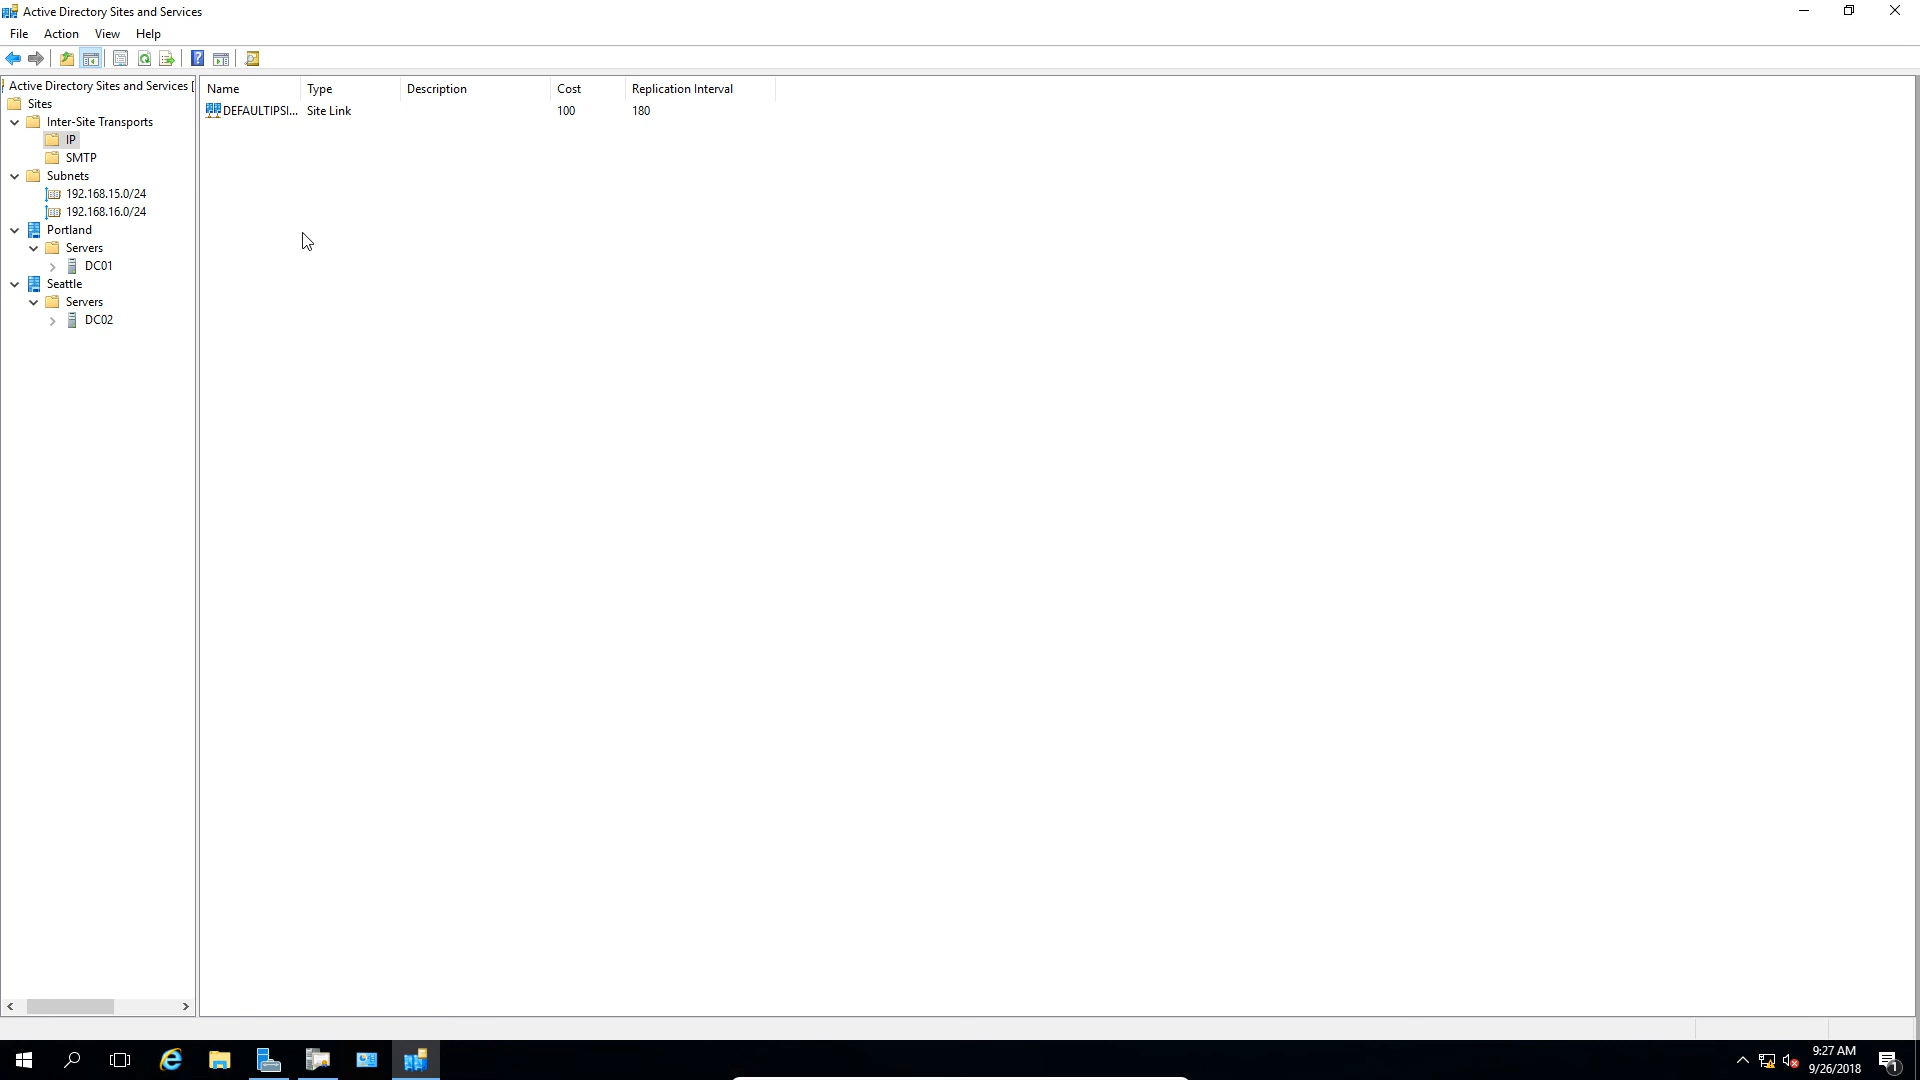 Active Directory Sites and Services
File Action View Help
Active Directory Sites and Services [
Sites
Inter-Site Transports
IP
SMTP
Subnets
192.168.15.0/24
192.168.16.0/24
Portland
Servers
DC01
Seattle
Servers
DC02
Name Type Description Cost Replication Interval
DEFAULTIPSI... Site Link 100 180
9:27 AM
9/26/2018
1